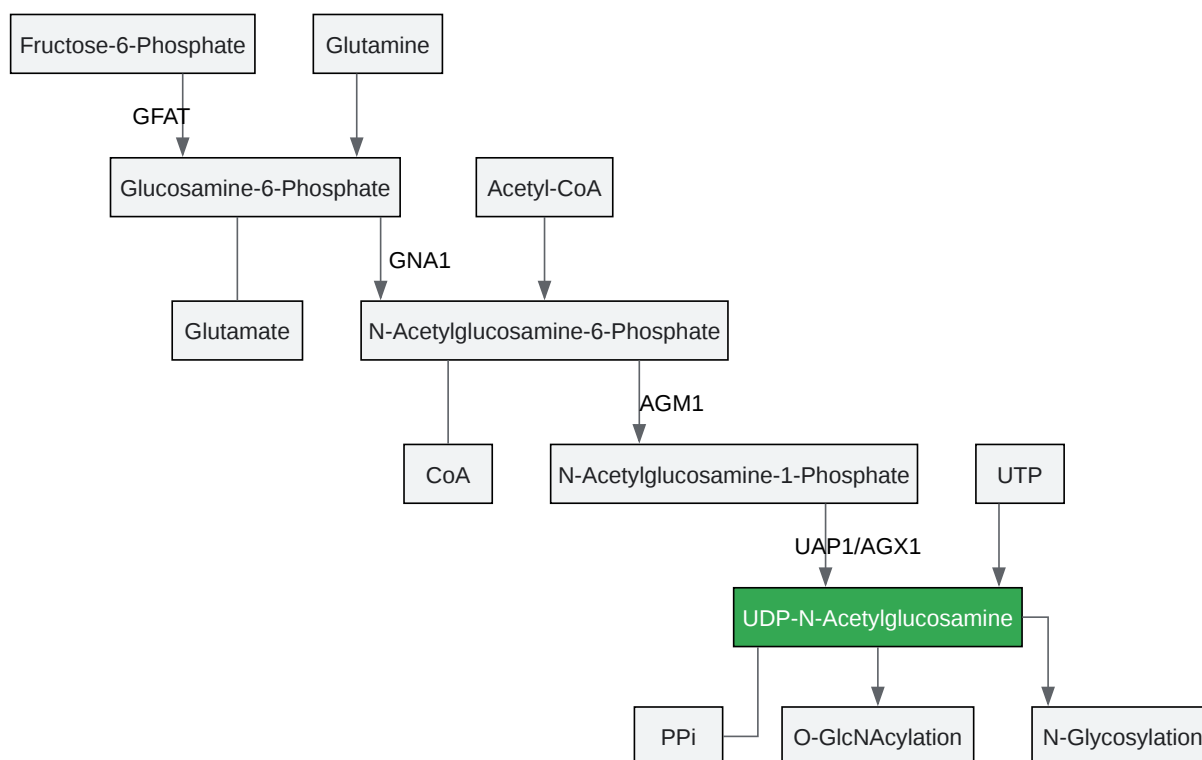 Fructose-6-Phosphate
Glutamine
GFAT
Glucosamine-6-Phosphate
Acetyl-CoA
GNA1
Glutamate
N-Acetylglucosamine-6-Phosphate
AGM1
CoA
N-Acetylglucosamine-1-Phosphate
UTP
UAP1/AGX1
UDP-N-Acetylglucosamine
PPi
O-GlcNAcylation
N-Glycosylation